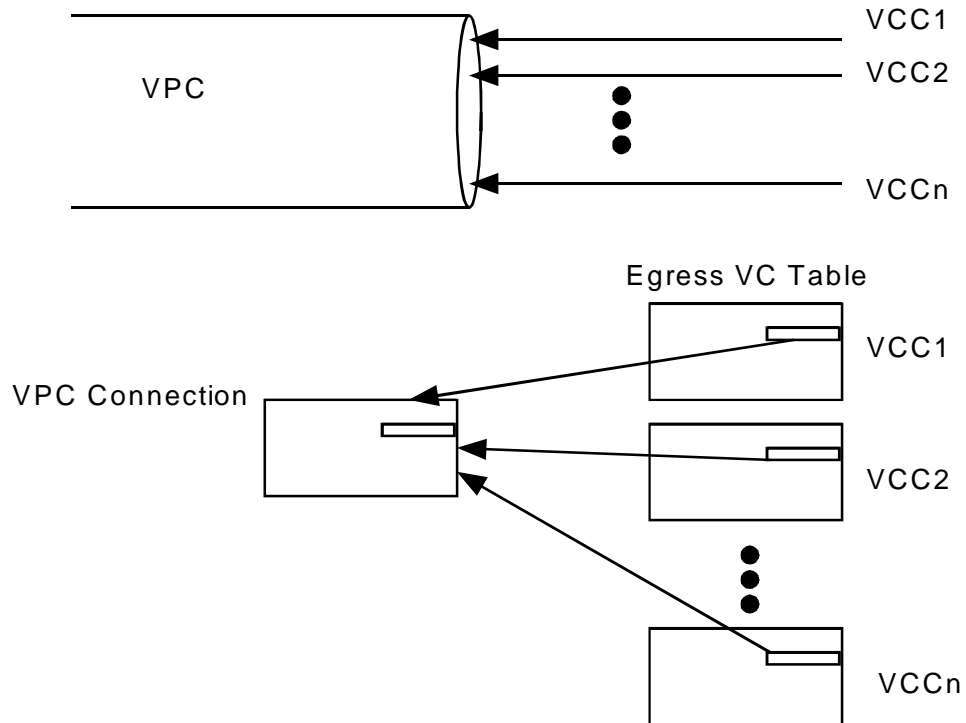 VCC1
VPC
VCC2
VCCn
Egress VC Table
VCC1
VPC Connection
VCC2
VCCn